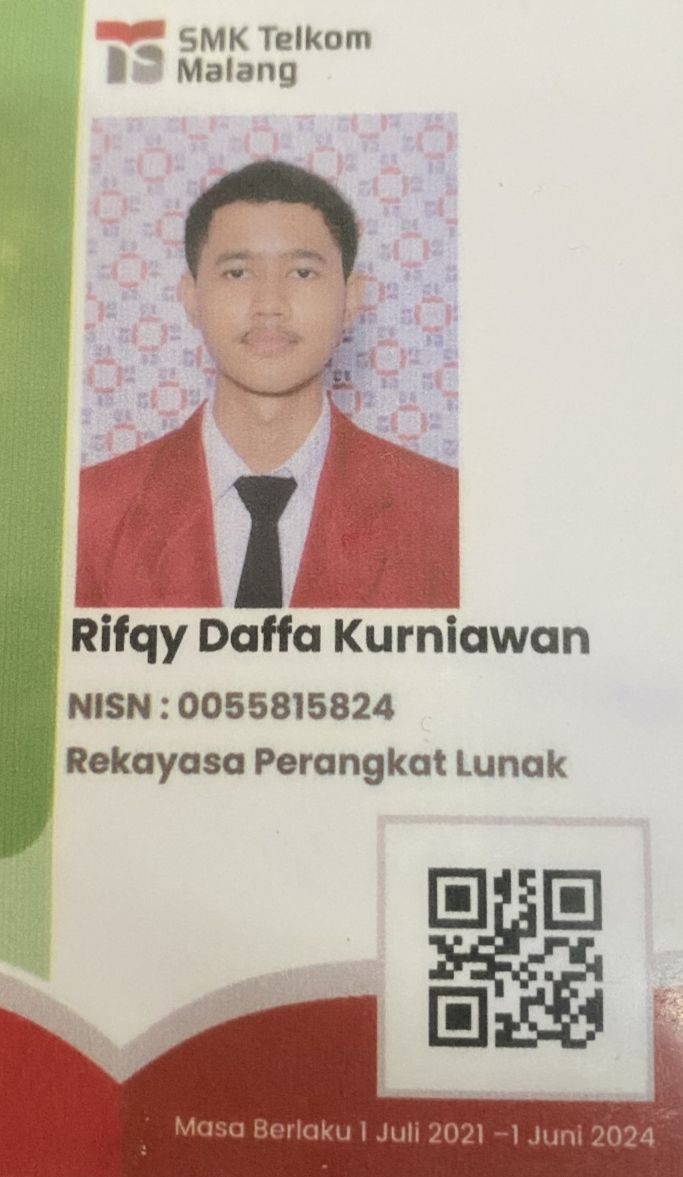 SMK Telkom
Malang
Rifqy Daffa Kurniawan
NISN : 0055815824
Rekayasa Perangkat Lunak
Masa Berlaku 1 Juli 2021 –1 Juni 2024